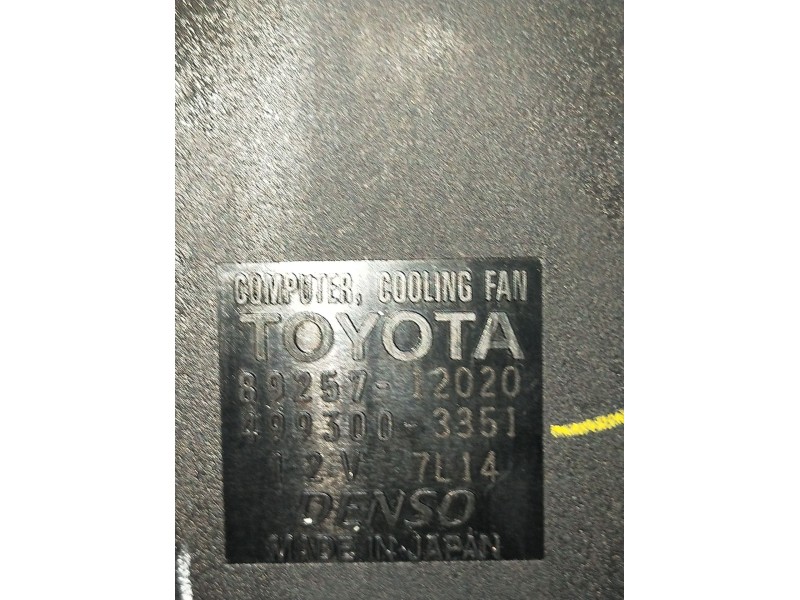 COMPUTER, COOLING FAN
TOYOTA
89257-12020
499300-3351
12V 7L14
DENSO
MADE IN JAPAN